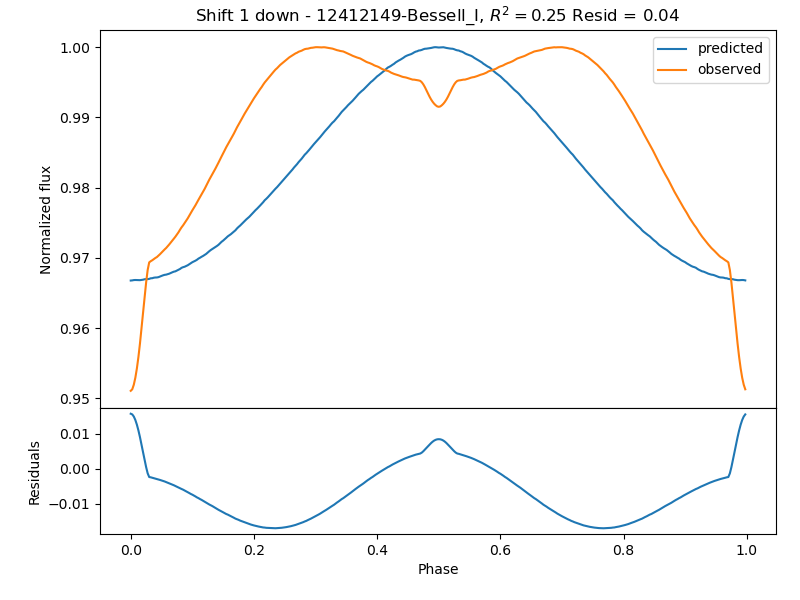 Shift 1 down - 12412149-Bessell_I, $R^2 = 0.25$ Resid = 0.04
predicted
observed
Normalized flux
1.00
0.99
0.98
0.97
0.96
0.95
Residuals
0.01
0.00
−0.01
0.0 0.2 0.4 0.6 0.8 1.0
Phase